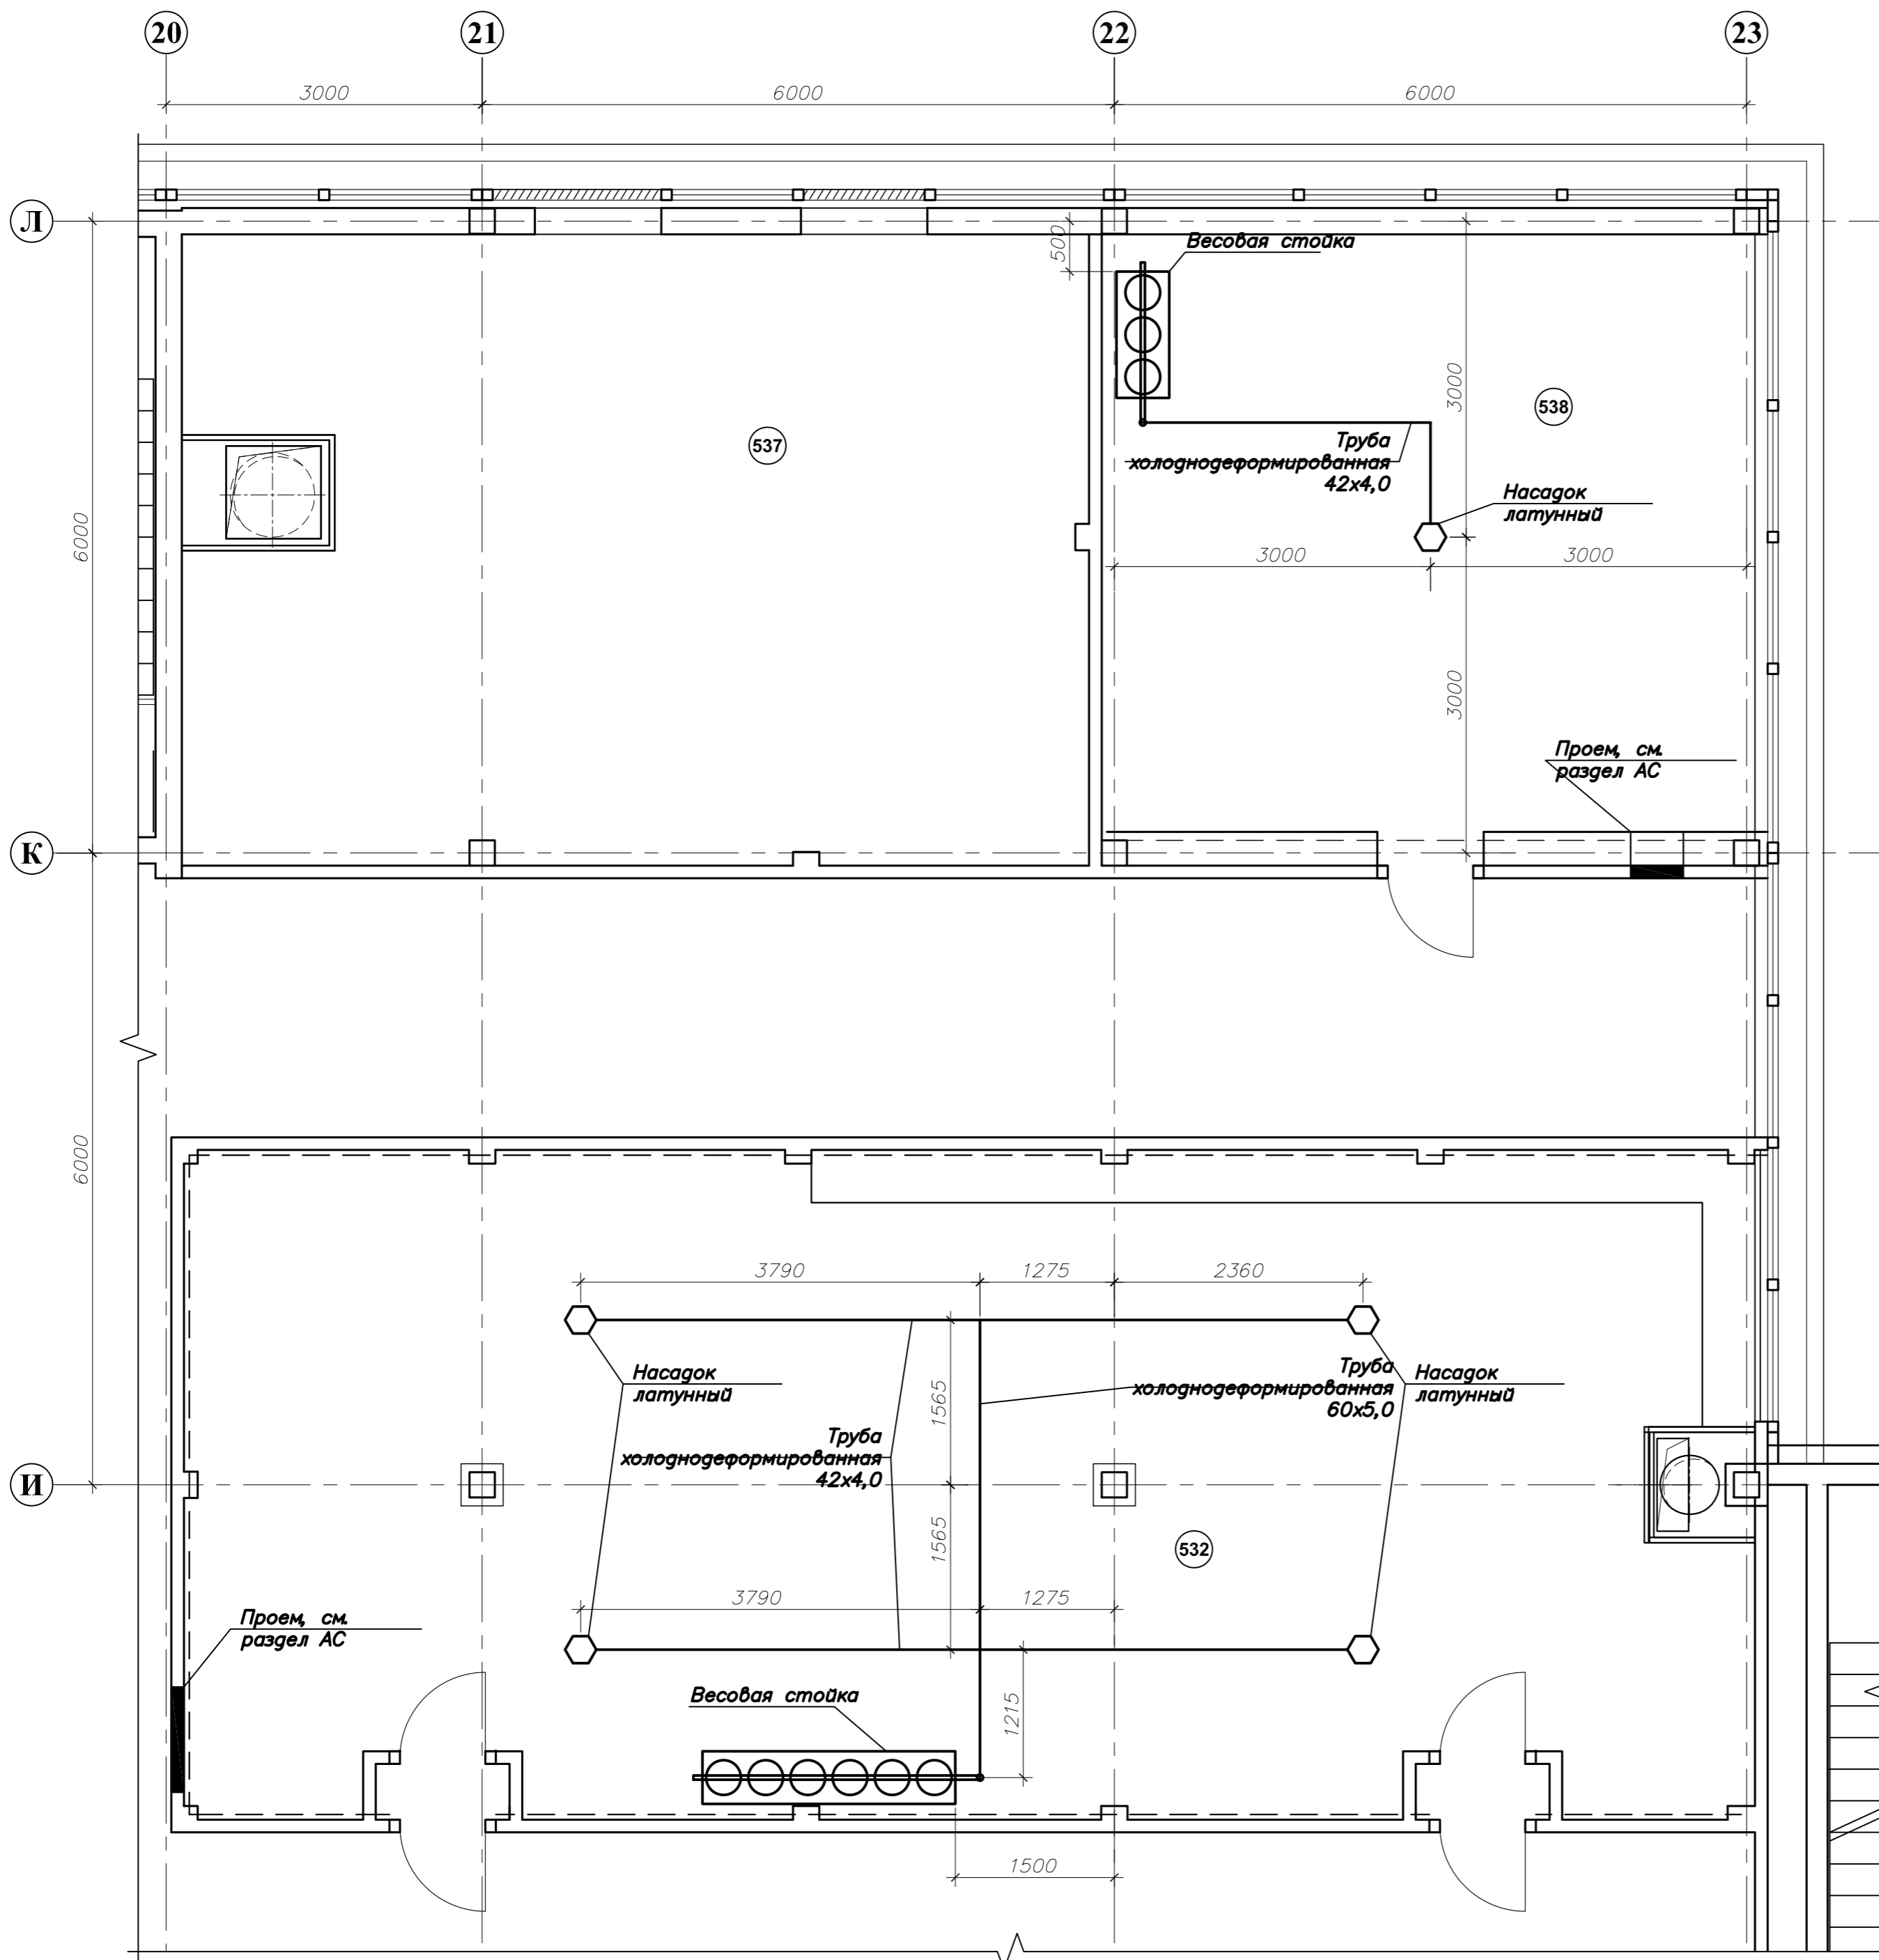 20
21
22
23
3000
6000
6000
Л
500
Весовая стойка
3000
538
537
Труба
холоднодеформированная
42х4,0
Насадок
латунный
6000
3000
3000
3000
Проем, см.
раздел АС
К
6000
3790
1275
2360
Насадок
латунный
1565
Труба
холоднодеформированная
60х5,0
Насадок
латунный
Труба
холоднодеформированная
42х4,0
И
1565
532
3790
1275
Проем, см.
раздел АС
Весовая стойка
1215
1500